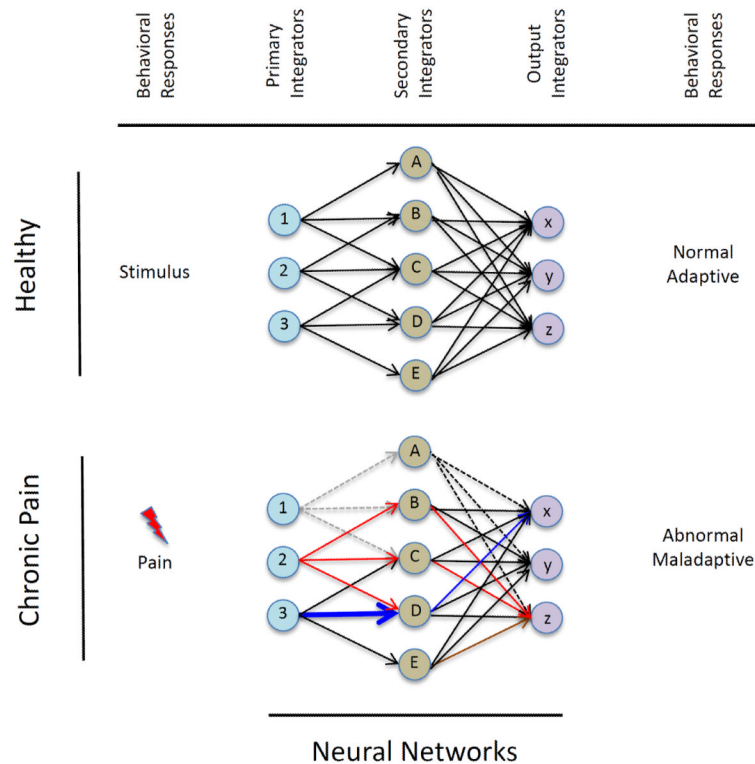 Behavioral
Responses
Primary
Integrators
Secondary
Integrators
Output
Integrators
Behavioral
Responses
Healthy
Stimulus
1
2
3
A
B
C
D
E
x
y
z
Normal
Adaptive
Chronic Pain
Pain
1
2
3
A
B
C
D
E
x
y
z
Abnormal
Maladaptive
Neural Networks